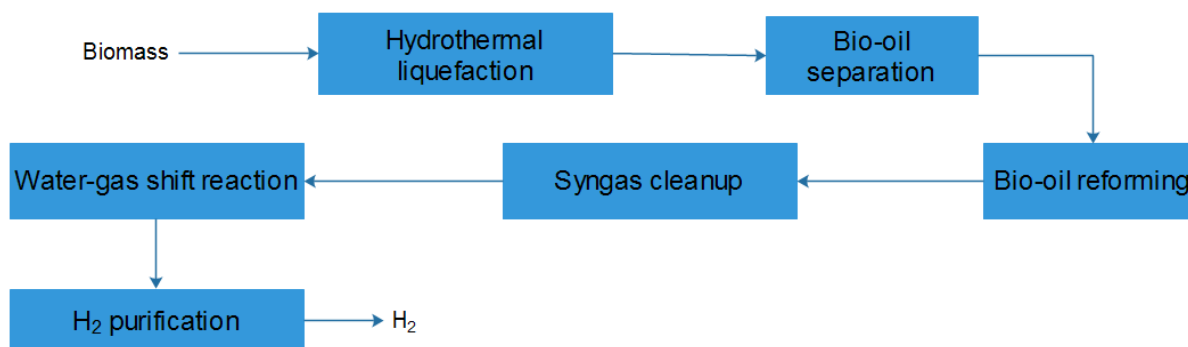 Biomass
Hydrothermal
liquefaction
Bio-oil
separation
Bio-oil reforming
Syngas cleanup
Water-gas shift reaction
H₂ purification
H₂